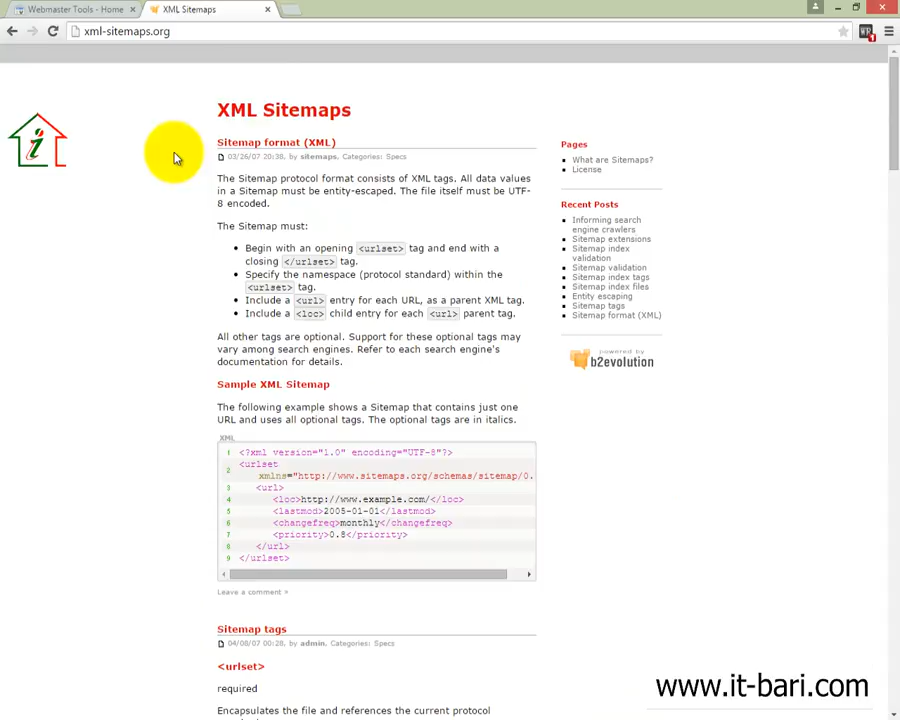 Webmaster Tools - Home
XML Sitemaps
xml-sitemaps.org
XML Sitemaps
Sitemap format (XML)
03/26/07 20:38, by sitemaps, Categories: Specs
The Sitemap protocol format consists of XML tags. All data values
in a Sitemap must be entity-escaped. The file itself must be UTF-
8 encoded.
The Sitemap must:
Begin with an opening <urlset> tag and end with a
closing </urlset> tag.
Specify the namespace (protocol standard) within the
<urlset> tag.
Include a <url> entry for each URL, as a parent XML tag.
Include a <loc> child entry for each <url> parent tag.
All other tags are optional. Support for these optional tags may
vary among search engines. Refer to each search engine's
documentation for details.
Sample XML Sitemap
The following example shows a Sitemap that contains just one
URL and uses all optional tags. The optional tags are in italics.
XML
1 <?xml version="1.0" encoding="UTF-8"?>
2 <urlset
xmlns="http://www.sitemaps.org/schemas/sitemap/0.
3 <url>
4 <loc>http://www.example.com/</loc>
5 <lastmod>2005-01-01</lastmod>
6 <changefreq>monthly</changefreq>
7 <priority>0.8</priority>
8 </url>
9 </urlset>
Leave a comment »
Sitemap tags
04/08/07 00:28, by admin, Categories: Specs
<urlset>
required
Encapsulates the file and references the current protocol
Pages
What are Sitemaps?
License
Recent Posts
Informing search
engine crawlers
Sitemap extensions
Sitemap index
validation
Sitemap validation
Sitemap index tags
Sitemap index files
Entity escaping
Sitemap tags
Sitemap format (XML)
powered by
b2evolution
www.it-bari.com